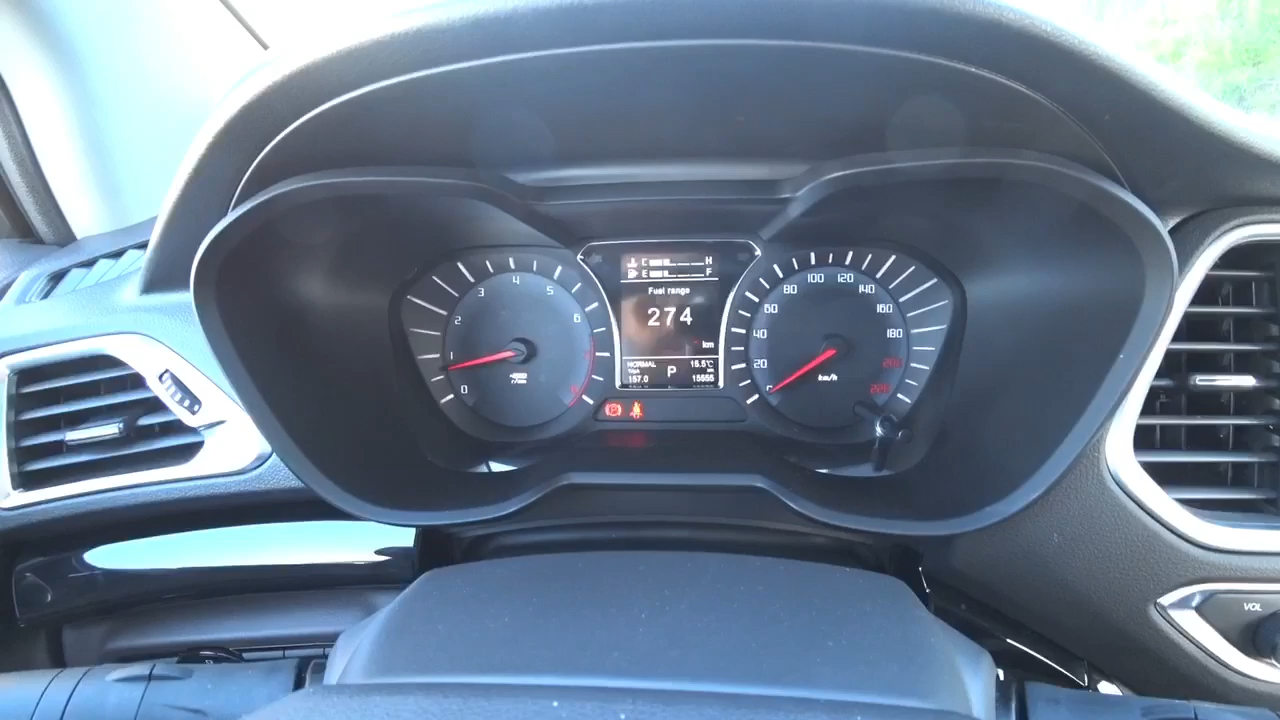 C H
E F
Fuel range
274
km
NORMAL 15.5°C
157.0 P 15555
0 1 2 3 4 5 6
r/min
20 40 60 80 100 120 140 160 180 200 220
km/h
VOL